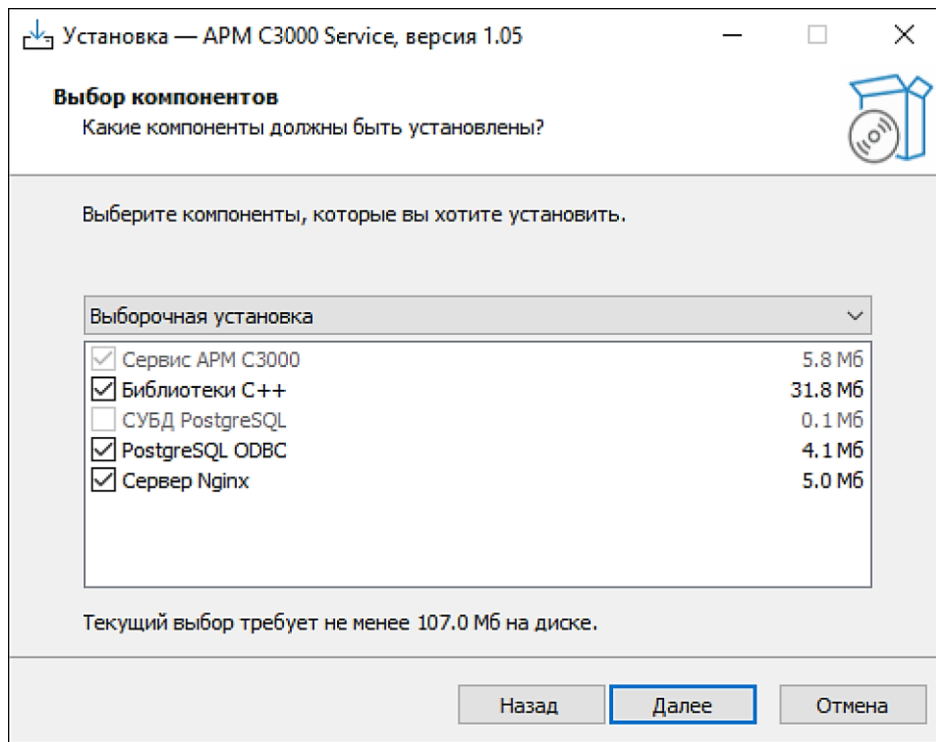 Установка — АРМ С3000 Service, версия 1.05
Выбор компонентов
Какие компоненты должны быть установлены?
Выберите компоненты, которые вы хотите установить.
Выборочная установка
Сервис АРМ С3000 5.8 Мб
Библиотеки C++ 31.8 Мб
СУБД PostgreSQL 0.1 Мб
PostgreSQL ODBC 4.1 Мб
Сервер Nginx 5.0 Мб
Текущий выбор требует не менее 107.0 Мб на диске.
Назад Далее Отмена